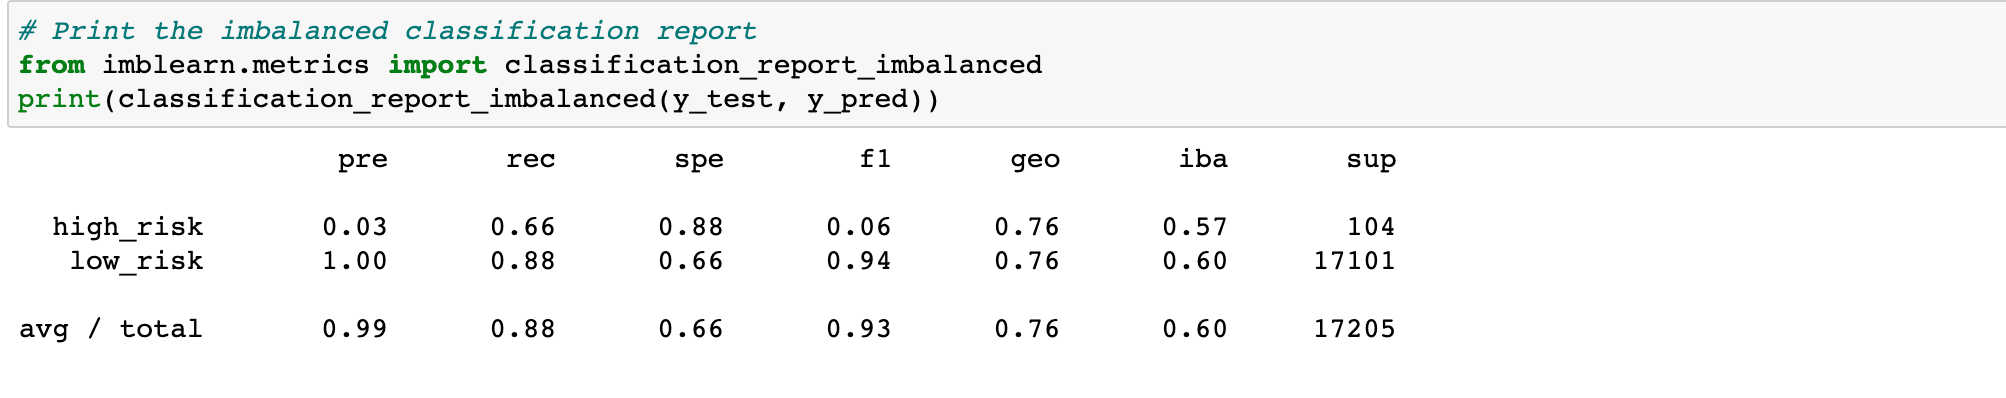 # Print the imbalanced classification report
from imblearn.metrics import classification_report_imbalanced
print(classification_report_imbalanced(y_test, y_pred))
pre rec spe f1 geo iba sup
high_risk 0.03 0.66 0.88 0.06 0.76 0.57 104
low_risk 1.00 0.88 0.66 0.94 0.76 0.60 17101
avg / total 0.99 0.88 0.66 0.93 0.76 0.60 17205